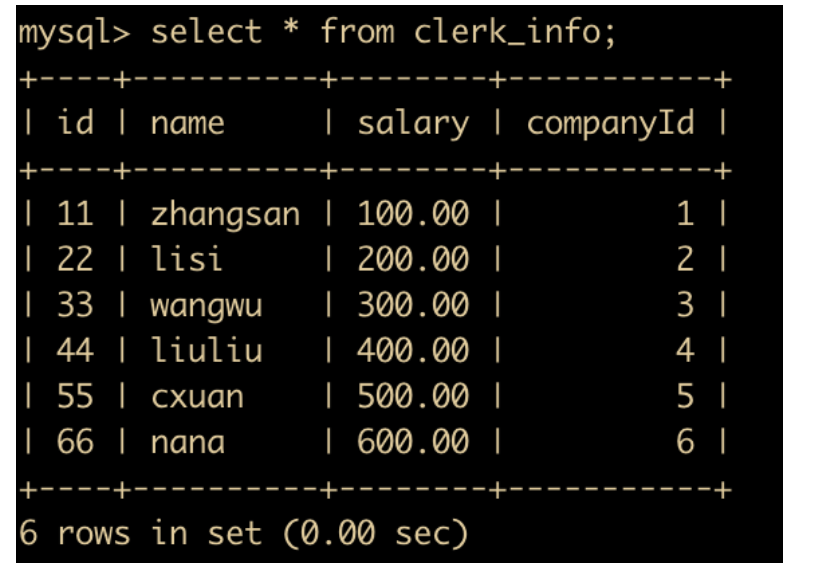 mysql> select * from clerk_info;
+----+----------+--------+-----------+
| id | name     | salary | companyId |
+----+----------+--------+-----------+
| 11 | zhangsan | 100.00 |         1 |
| 22 | lisi     | 200.00 |         2 |
| 33 | wangwu   | 300.00 |         3 |
| 44 | liuliu   | 400.00 |         4 |
| 55 | cxuan    | 500.00 |         5 |
| 66 | nana     | 600.00 |         6 |
+----+----------+--------+-----------+
6 rows in set (0.00 sec)